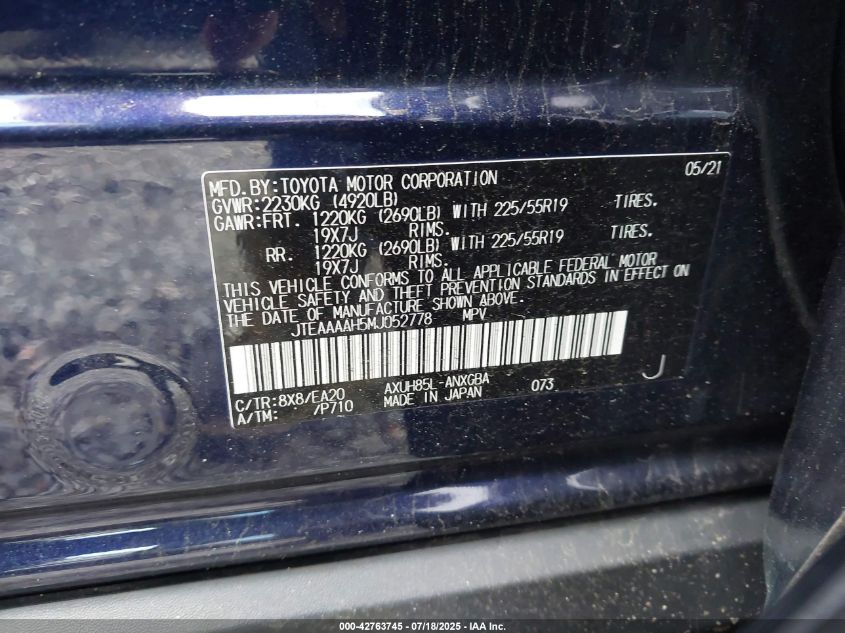 05/21
MFD.BY:TOYOTA MOTOR CORPORATION
GVWR:2230KG (4920LB)
GAWR:FRT. 1220KG (2690LB) WITH 225/55R19 TIRES.
19X7J RIMS.
RR. 1220KG (2690LB) WITH 225/55R19 TIRES.
19X7J RIMS.
THIS VEHICLE CONFORMS TO ALL APPLICABLE FEDERAL MOTOR
VEHICLE SAFETY AND THEFT PREVENTION STANDARDS IN EFFECT ON
THE DATE OF MANUFACTURE SHOWN ABOVE.
JTEAAAAH5MJ052778 MPV
C/TR:8X8/EA20 AXUH85L-ANXGBA 073 J
A/TM: /P710 MADE IN JAPAN
000-42763745 - 07/18/2025 - IAA Inc.